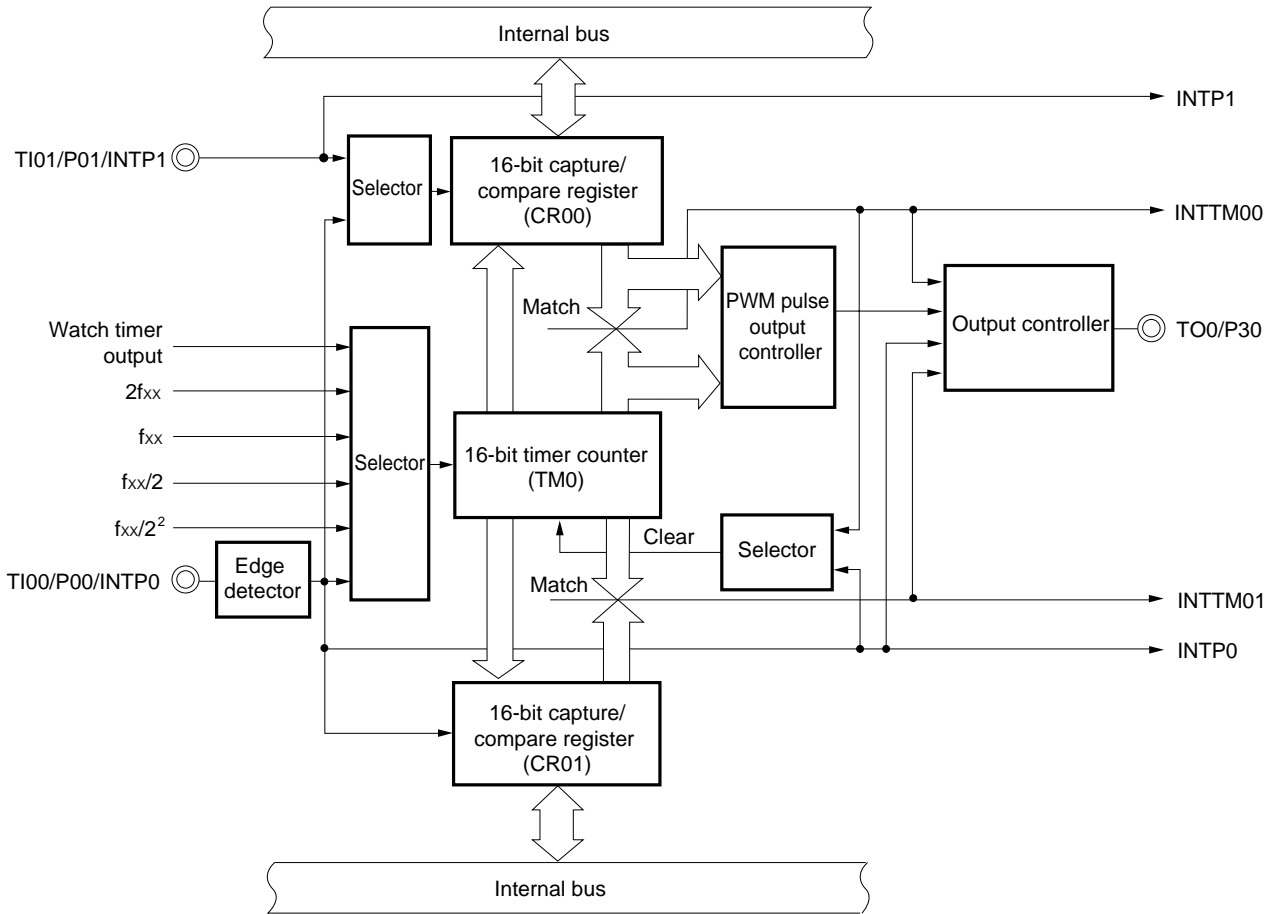 Internal bus
INTP1
TI01/P01/INTP1
Selector
16-bit capture/
compare register
(CR00)
INTTM00
Match
PWM pulse
output
controller
Output controller
TO0/P30
Watch timer
output
2fxx
fxx
fxx/2
fxx/2²
Selector
16-bit timer counter
(TM0)
Clear
Selector
TI00/P00/INTP0
Edge
detector
Match
INTTM01
INTP0
16-bit capture/
compare register
(CR01)
Internal bus